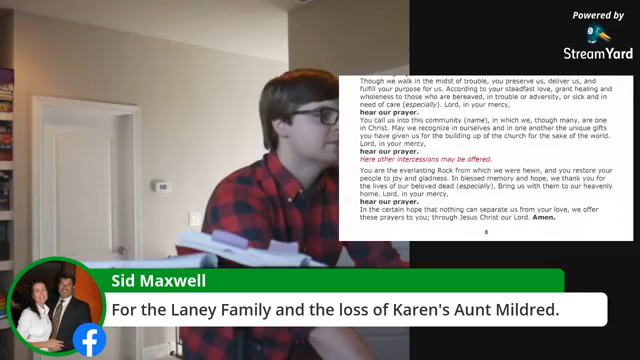 Powered by
StreamYard
Though we walk in the midst of trouble, you preserve us, deliver us, and
fulfill your purpose for us. According to your steadfast love, grant healing and
wholeness to those who are bereaved, in trouble or adversity, or sick and in
need of care (especially). Lord, in your mercy,
hear our prayer.
You call us into this community (name), in which we, though many, are one
in Christ. May we recognize in ourselves and in one another the unique gifts
you have given us for the building up of the church for the sake of the world.
Lord, in your mercy,
hear our prayer.
Here other intercessions may be offered.
You are the everlasting Rock from which we were hewn, and you restore your
people to joy and gladness. In blessed memory and hope, we thank you for
the lives of our beloved dead (especially). Bring us with them to our heavenly
home. Lord, in your mercy,
hear our prayer.
In the certain hope that nothing can separate us from your love, we offer
these prayers to you; through Jesus Christ our Lord. Amen.
8
Sid Maxwell
For the Laney Family and the loss of Karen's Aunt Mildred.